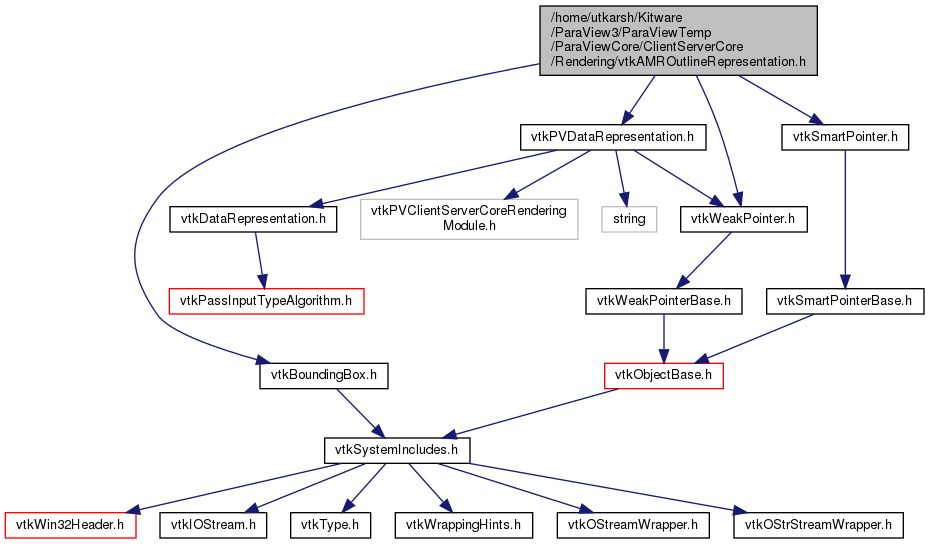 /home/utkarsh/Kitware
/ParaView3/ParaViewTemp
/ParaViewCore/ClientServerCore
/Rendering/vtkAMROutlineRepresentation.h
vtkPVDataRepresentation.h
vtkSmartPointer.h
vtkDataRepresentation.h
vtkPVClientServerCoreRendering
Module.h
string
vtkWeakPointer.h
vtkPassInputTypeAlgorithm.h
vtkWeakPointerBase.h
vtkSmartPointerBase.h
vtkBoundingBox.h
vtkObjectBase.h
vtkSystemIncludes.h
vtkWin32Header.h
vtkIOStream.h
vtkType.h
vtkWrappingHints.h
vtkOStreamWrapper.h
vtkOStrStreamWrapper.h